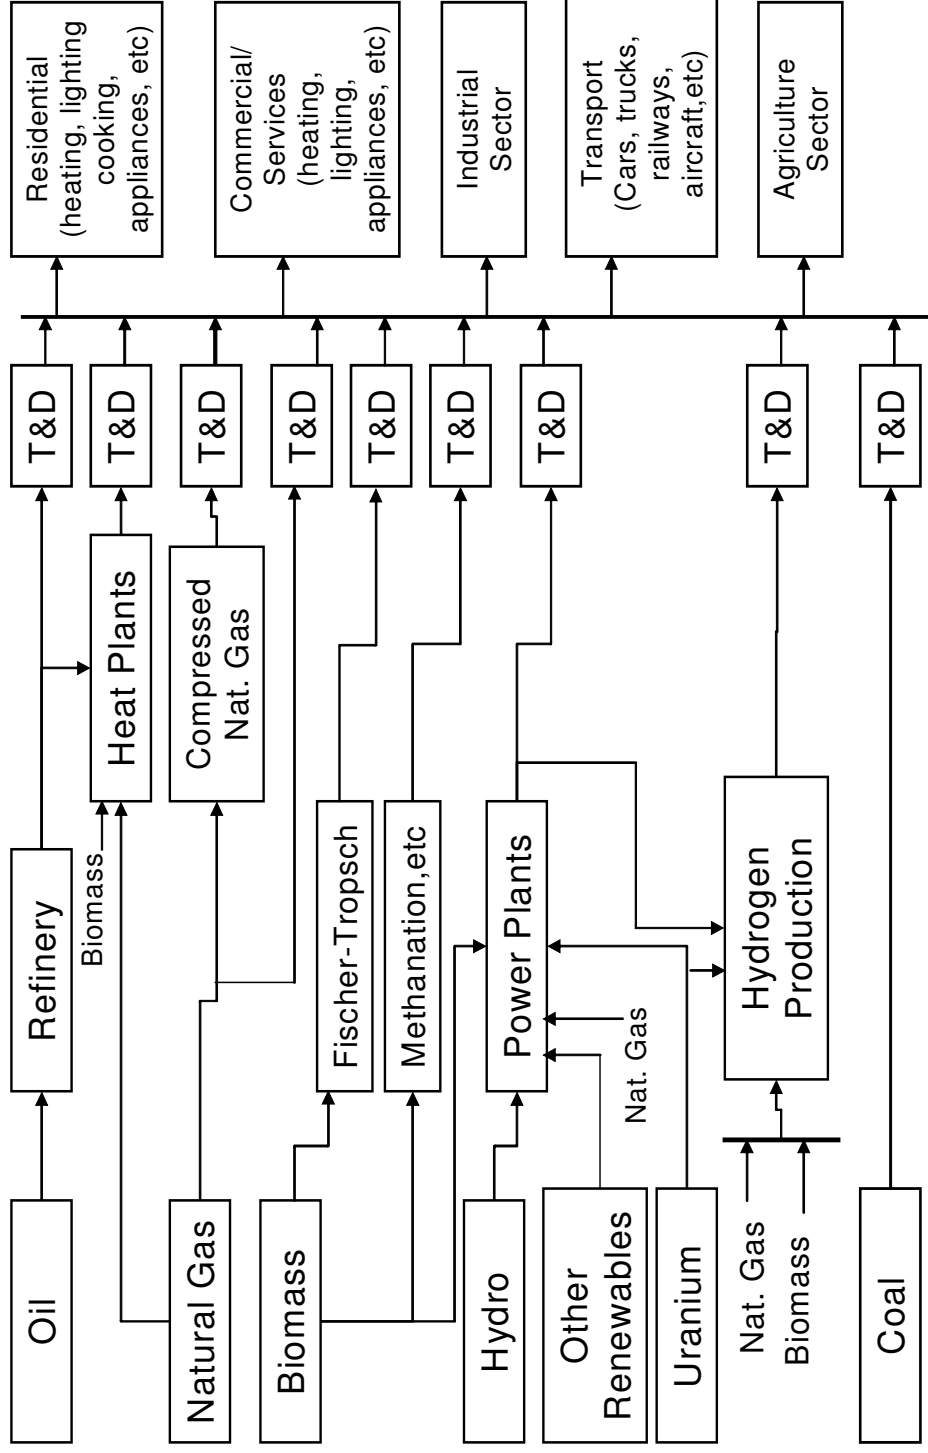 Oil
Natural Gas
Biomass
Hydro
Other
Renewables
Uranium
Nat. Gas
Biomass
Coal
Refinery
Biomass
Fischer-Tropsch
Methanation,etc
Power Plants
Nat. Gas
Hydrogen
Production
Heat Plants
Compressed
Nat. Gas
T&D
T&D
T&D
T&D
T&D
T&D
T&D
T&D
T&D
Residential
(heating, lighting
cooking,
appliances, etc)
Commercial/
Services
(heating,
lighting,
appliances, etc)
Industrial
Sector
Transport
(Cars, trucks,
railways,
aircraft,etc)
Agriculture
Sector